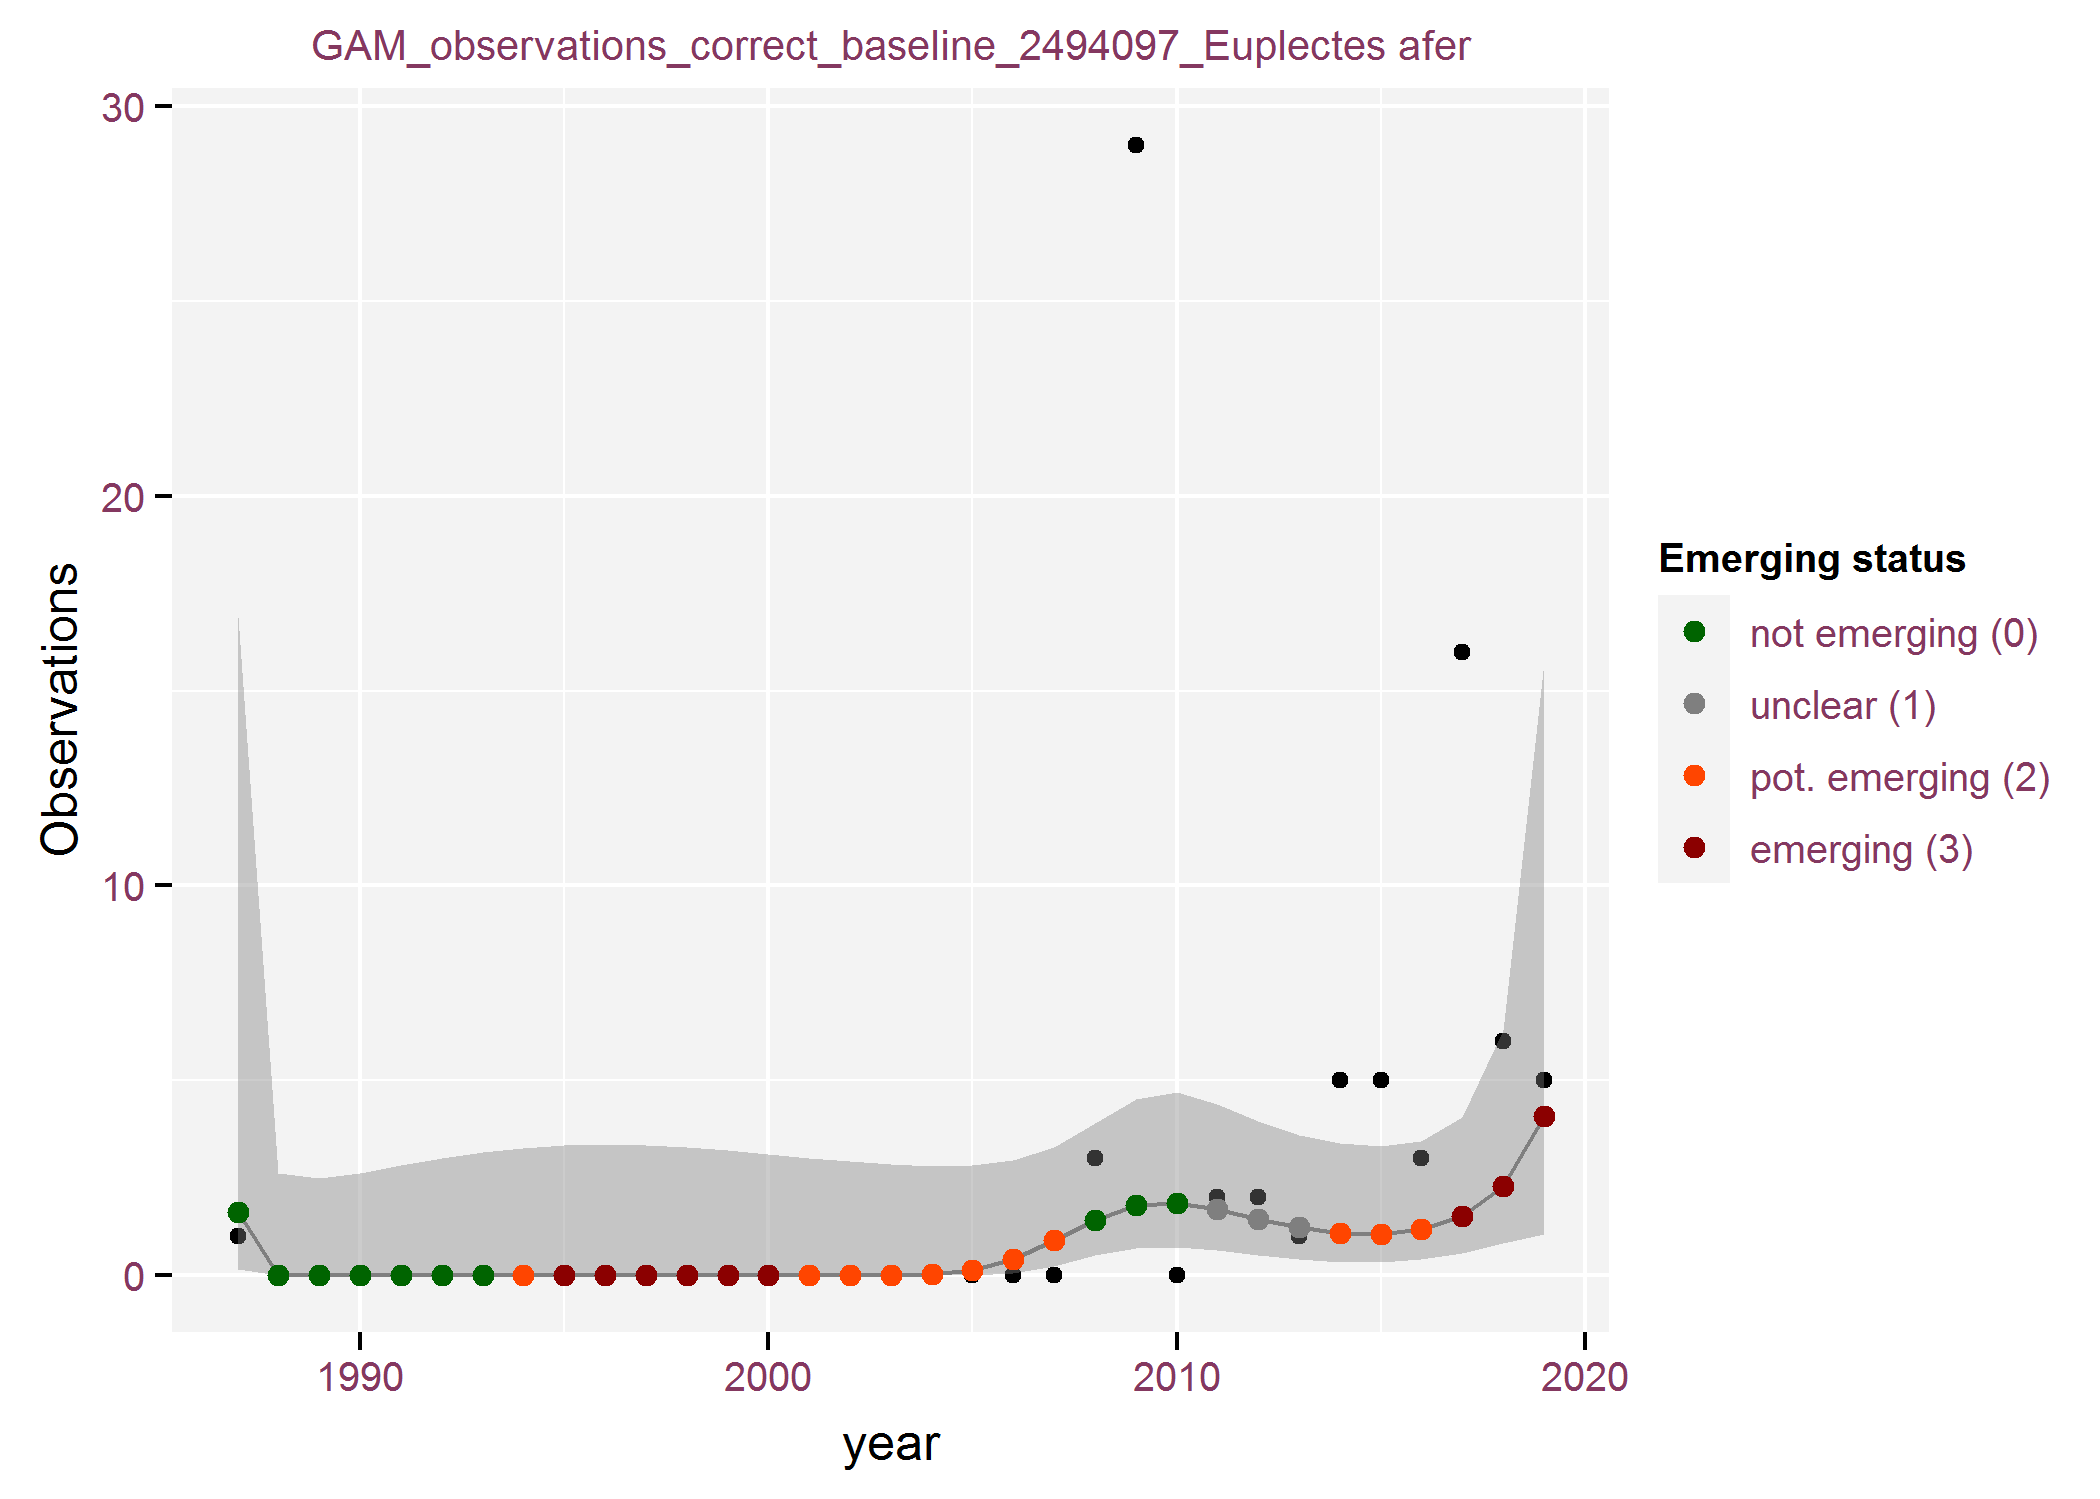 GAM_observations_correct_baseline_2494097_Euplectes afer
30
20
10
0
Observations
1990
2000
2010
2020
year
Emerging status
not emerging (0)
unclear (1)
pot. emerging (2)
emerging (3)